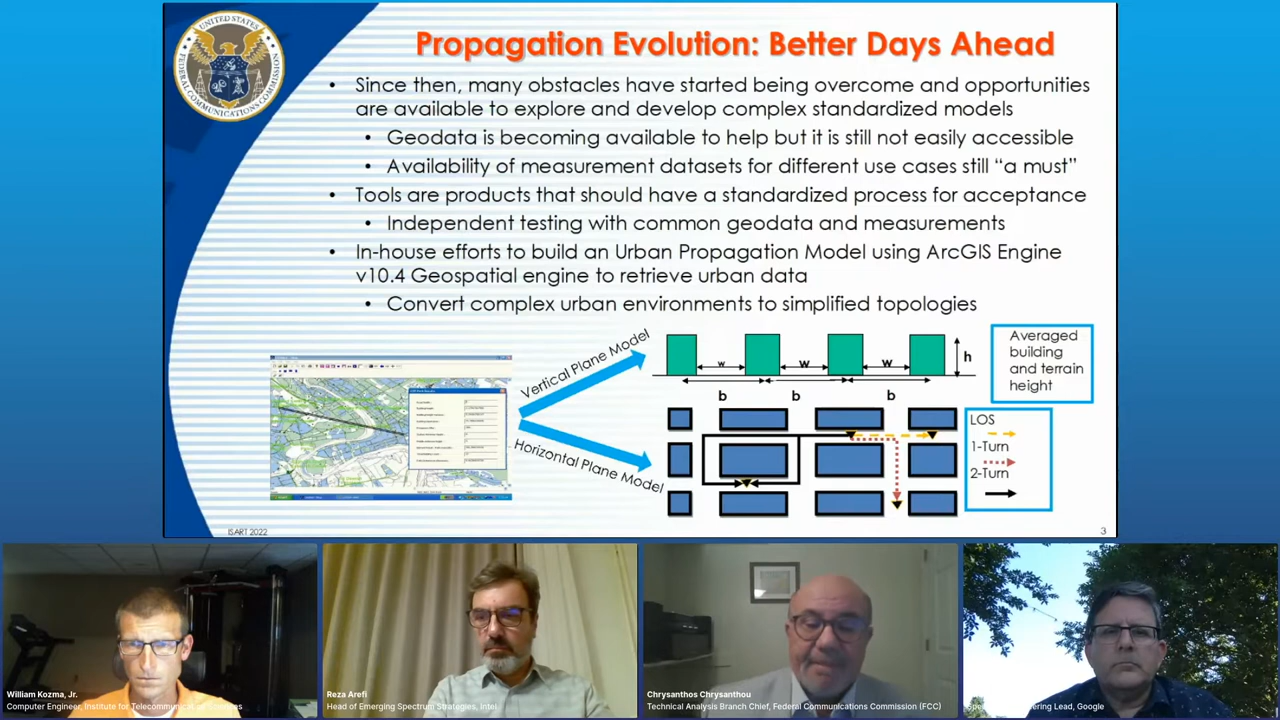 UNITED STATES
FEDERAL COMMUNICATIONS COMMISSION
Propagation Evolution: Better Days Ahead
• Since then, many obstacles have started being overcome and opportunities
are available to explore and develop complex standardized models
• Geodata is becoming available to help but it is still not easily accessible
• Availability of measurement datasets for different use cases still “a must”
• Tools are products that should have a standardized process for acceptance
• Independent testing with common geodata and measurements
• In-house efforts to build an Urban Propagation Model using ArcGIS Engine
v10.4 Geospatial engine to retrieve urban data
• Convert complex urban environments to simplified topologies
Vertical Plane Model
Horizontal Plane Model
w w w
h
b b b
Averaged
building
and terrain
height
LOS
1-Turn
2-Turn
ISART 2022
3
William Kozma, Jr.
Computer Engineer, Institute for Telecommunication Sciences
Reza Arefi
Head of Emerging Spectrum Strategies, Intel
Chrysanthos Chrysanthou
Technical Analysis Branch Chief, Federal Communications Commission (FCC)
Lead, Google